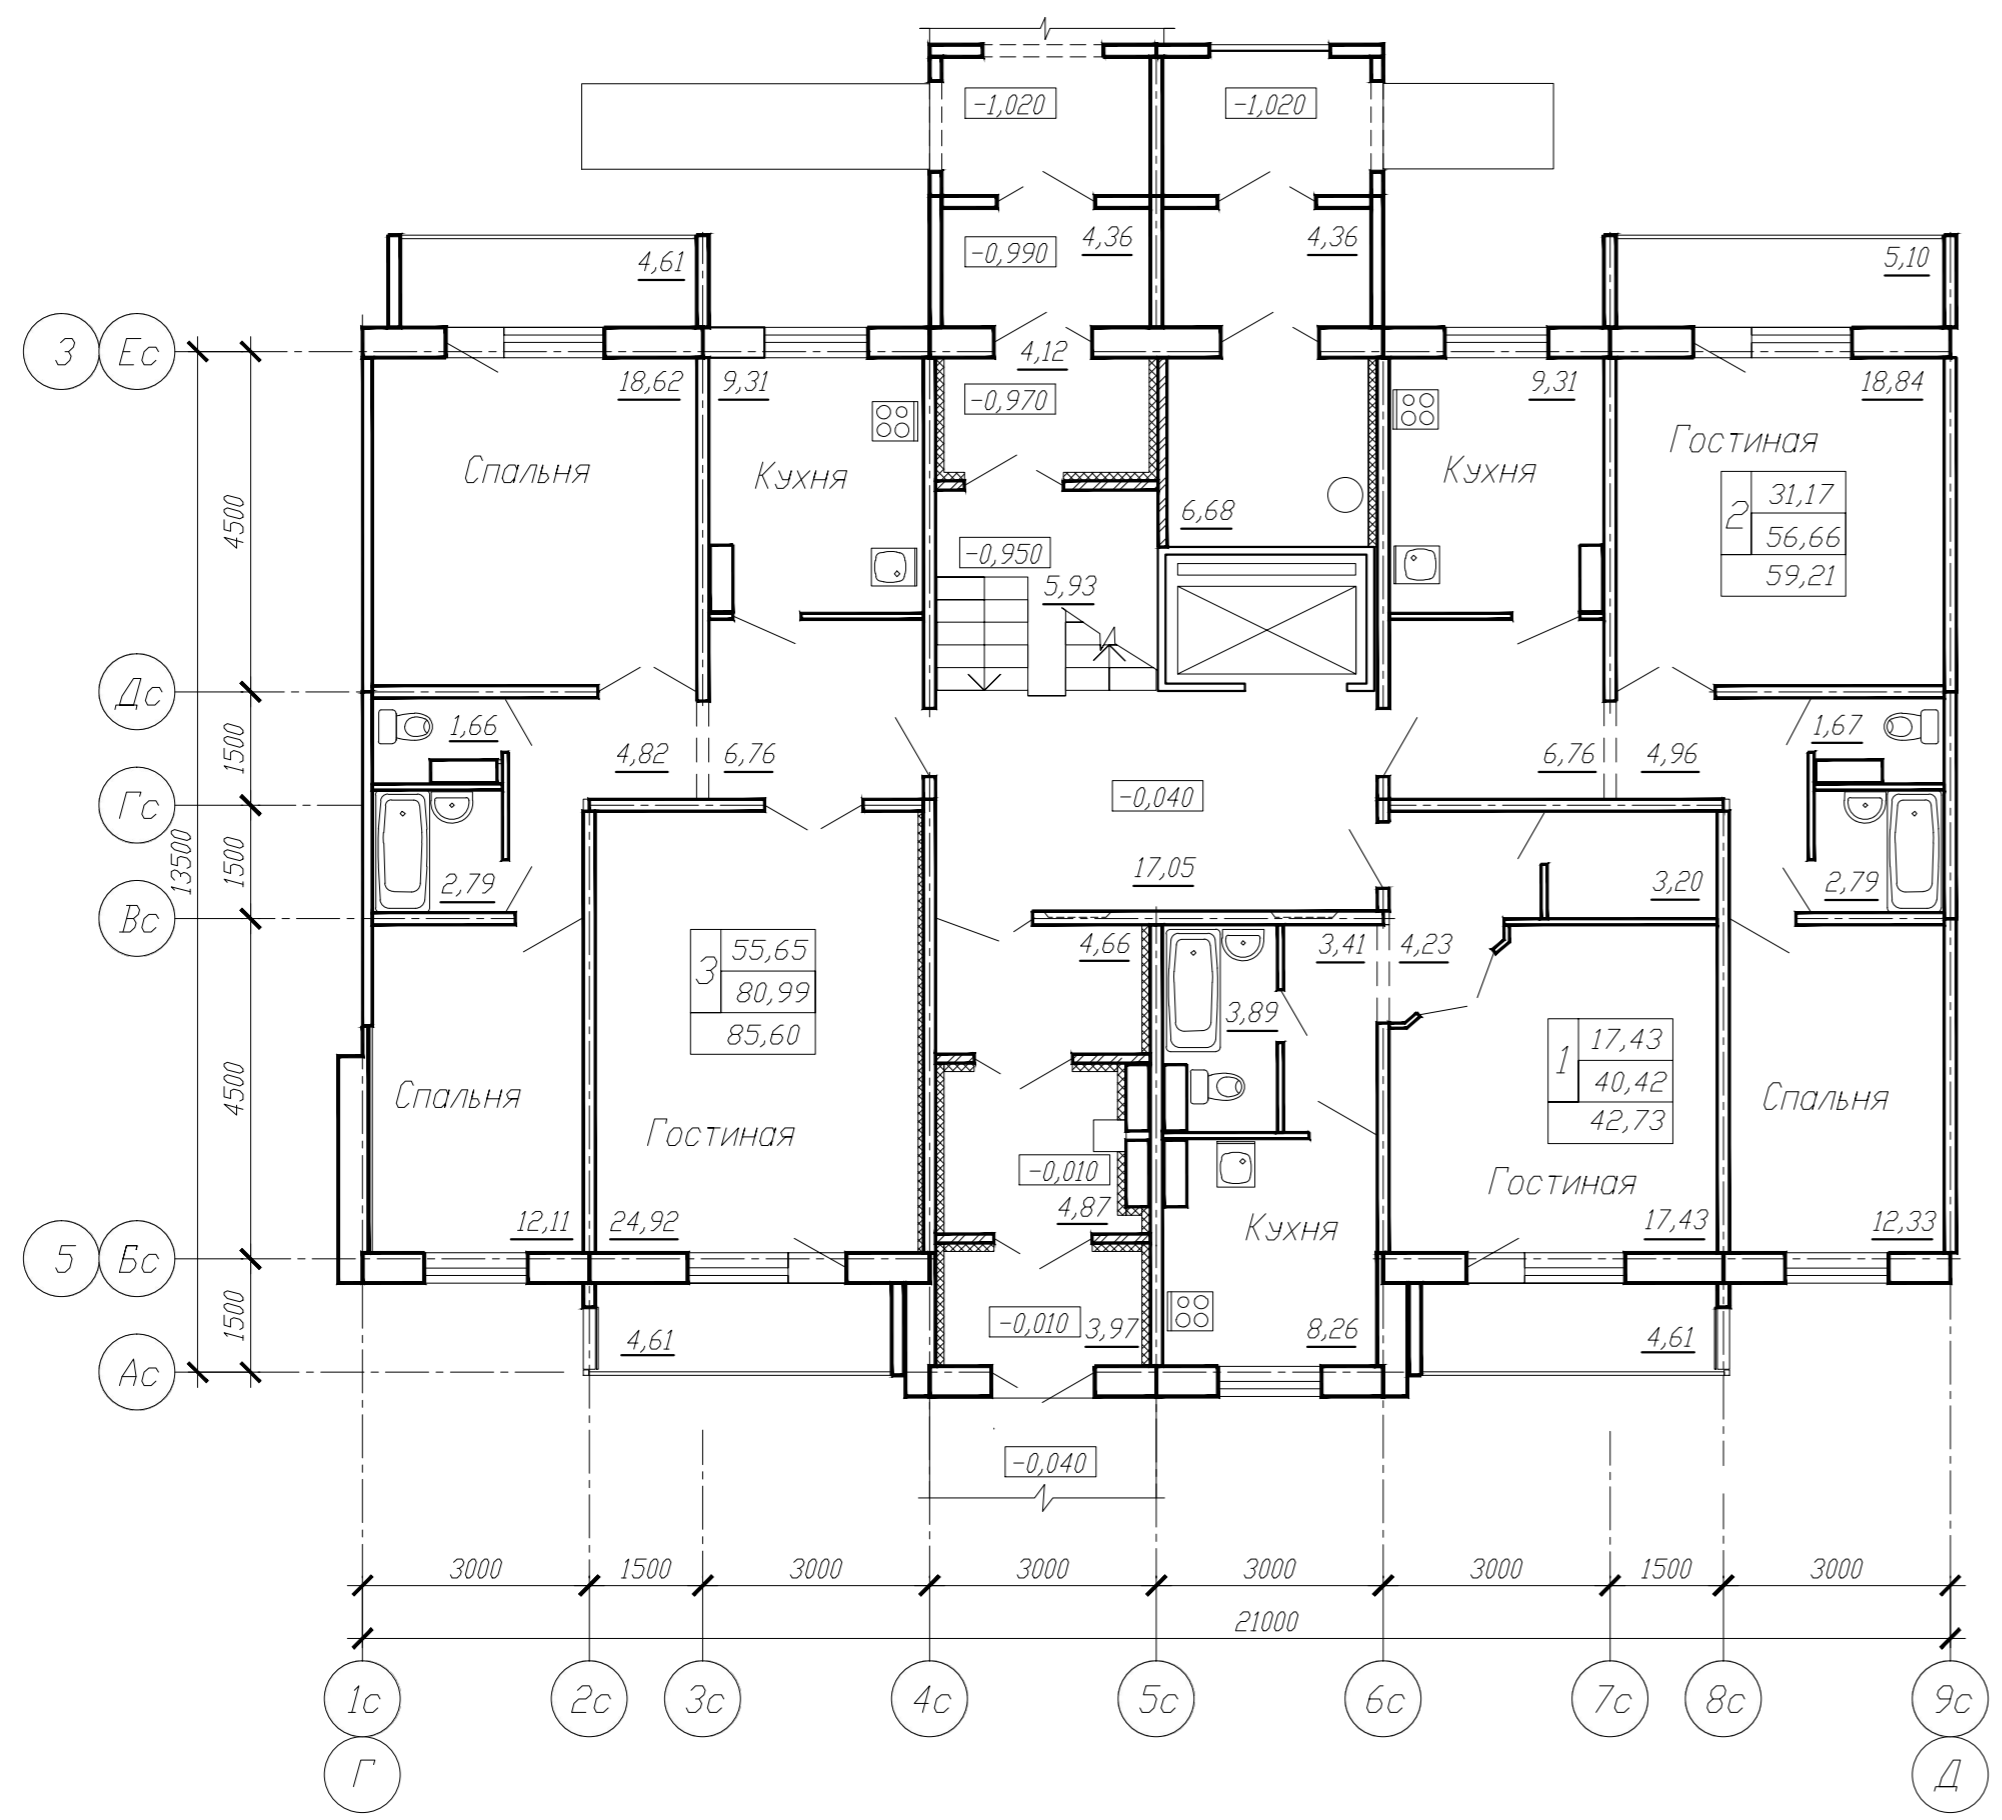 -1,020
-1,020
4,61
-0,990
4,36
4,36
5,10
3
Ес
4,12
18,62
9,31
-0,970
9,31
18,84
Гостиная
Спальня
Кухня
Кухня
2
31,17
56,66
59,21
6,68
4500
-0,950
5,93
Дс
1,66
1,67
1500
4,82
6,76
6,76
4,96
-0,040
Гс
13500
1500
2,79
17,05
3,20
2,79
Вс
4,66
3,41
4,23
3
55,65
80,99
85,60
3,89
1
17,43
40,42
42,73
4500
Спальня
Спальня
Гостиная
-0,010
Гостиная
4,87
12,11
24,92
Кухня
17,43
12,33
5
Бс
1500
4,61
-0,010
3,97
8,26
4,61
Ас
-0,040
3000
1500
3000
3000
3000
3000
1500
3000
21000
1с
2с
3с
4с
5с
6с
7с
8с
9с
Г
Д